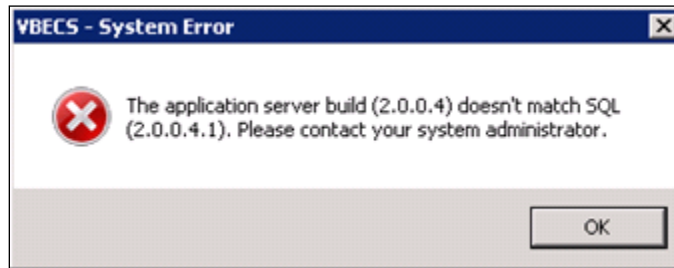 VBECS - System Error
The application server build (2.0.0.4) doesn't match SQL
(2.0.0.4.1). Please contact your system administrator.
OK